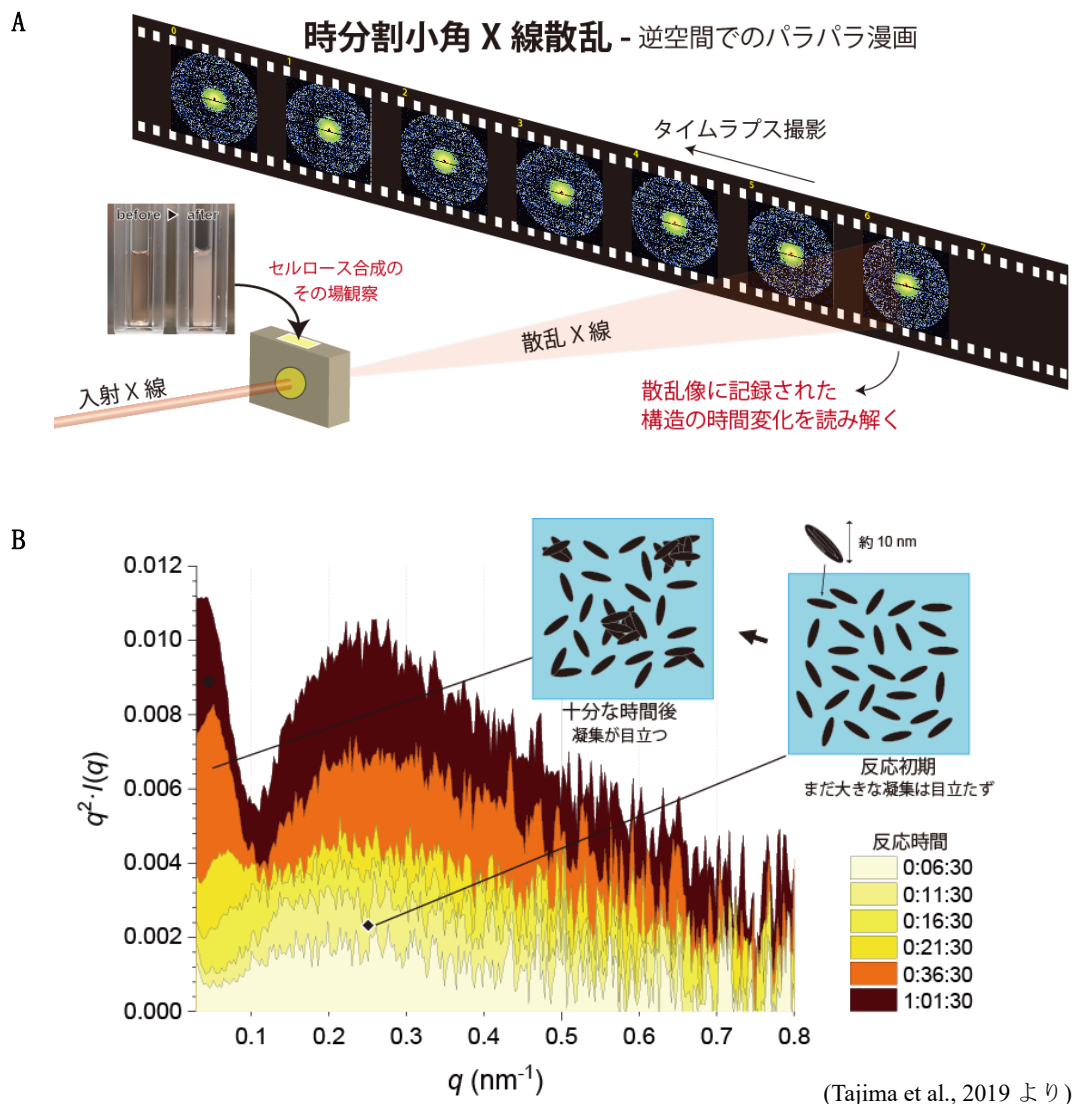 A
時分割小角 X 線散乱 - 逆空間でのパラパラ漫画
0
1
2
3
4
5
6
7
タイムラプス撮影
before ▶ after
セルロース合成の
その場観察
入射 X 線
散乱 X 線
散乱像に記録された
構造の時間変化を読み解く
B
約 10 nm
十分な時間後
凝集が目立つ
反応初期
まだ大きな凝集は目立たず
0.012
0.010
0.008
0.006
0.004
0.002
0.000
q²·I(q)
0.1 0.2 0.3 0.4 0.5 0.6 0.7 0.8
q (nm⁻¹)
反応時間
0:06:30
0:11:30
0:16:30
0:21:30
0:36:30
1:01:30
(Tajima et al., 2019 より)